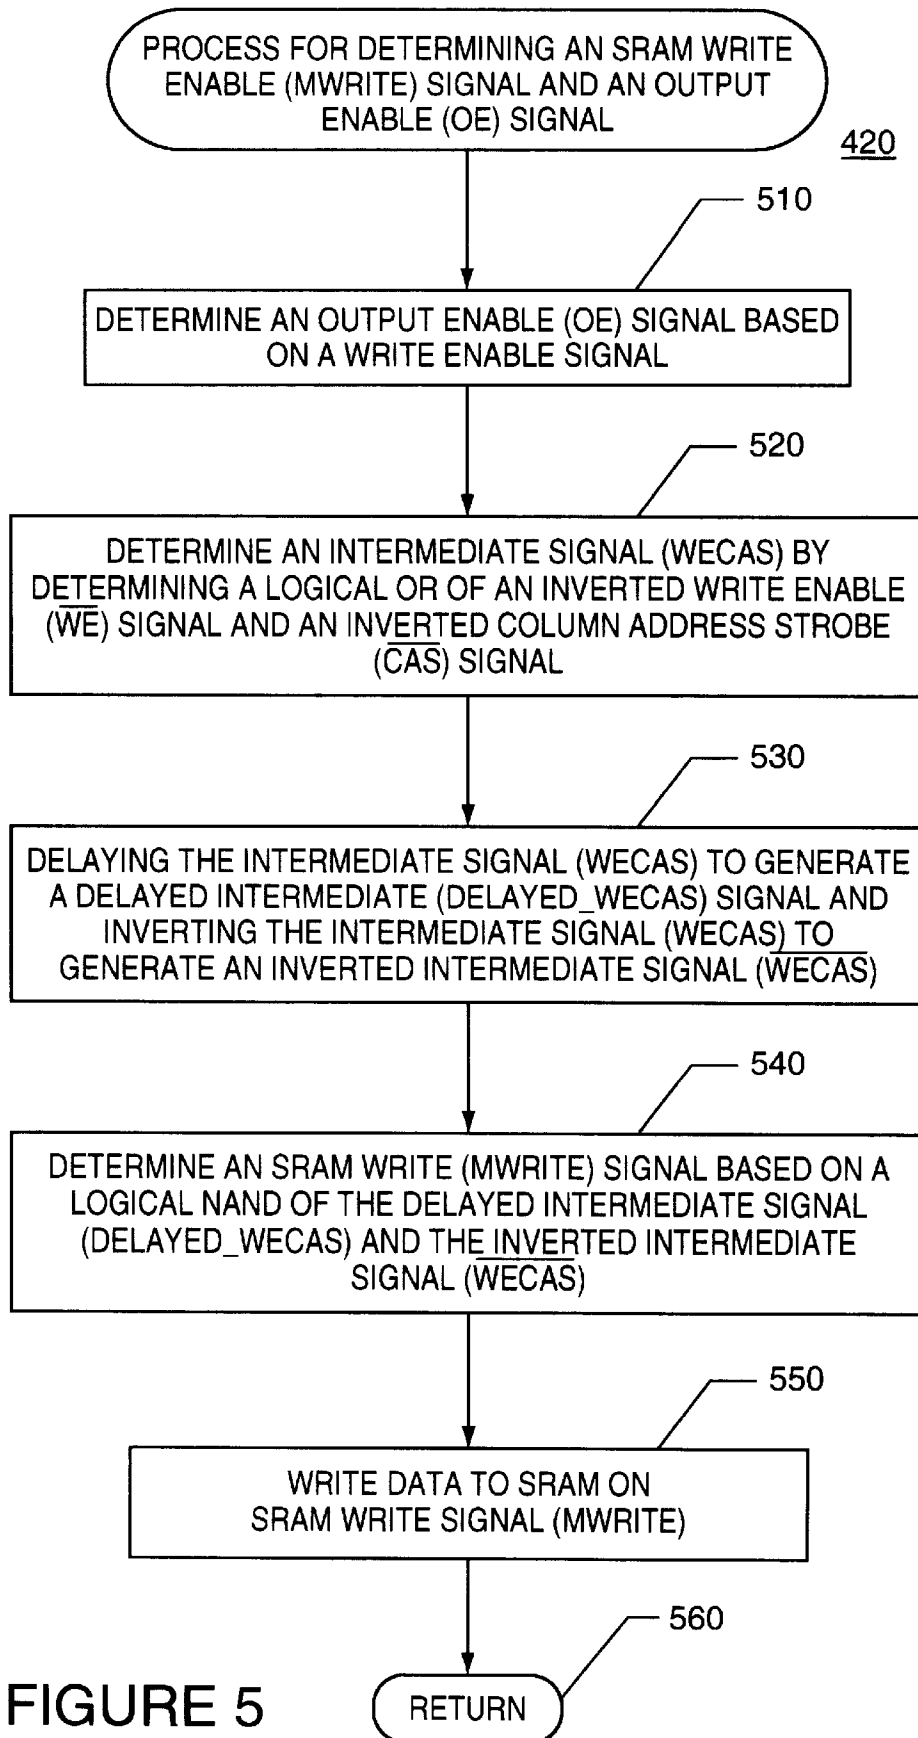 PROCESS FOR DETERMINING AN SRAM WRITE
ENABLE (MWRITE) SIGNAL AND AN OUTPUT
ENABLE (OE) SIGNAL
420
510
DETERMINE AN OUTPUT ENABLE (OE) SIGNAL BASED
ON A WRITE ENABLE SIGNAL
520
DETERMINE AN INTERMEDIATE SIGNAL (WECAS) BY
DETERMINING A LOGICAL OR OF AN INVERTED WRITE ENABLE
(W̅E̅) SIGNAL AND AN INVERTED COLUMN ADDRESS STROBE
(C̅A̅S̅) SIGNAL
530
DELAYING THE INTERMEDIATE SIGNAL (WECAS) TO GENERATE
A DELAYED INTERMEDIATE (DELAYED_WECAS) SIGNAL AND
INVERTING THE INTERMEDIATE SIGNAL (WECAS) TO
GENERATE AN INVERTED INTERMEDIATE SIGNAL (W̅E̅C̅A̅S̅)
540
DETERMINE AN SRAM WRITE (MWRITE) SIGNAL BASED ON A
LOGICAL NAND OF THE DELAYED INTERMEDIATE SIGNAL
(DELAYED_WECAS) AND THE INVERTED INTERMEDIATE
SIGNAL (W̅E̅C̅A̅S̅)
550
WRITE DATA TO SRAM ON
SRAM WRITE SIGNAL (MWRITE)
560
RETURN
FIGURE 5